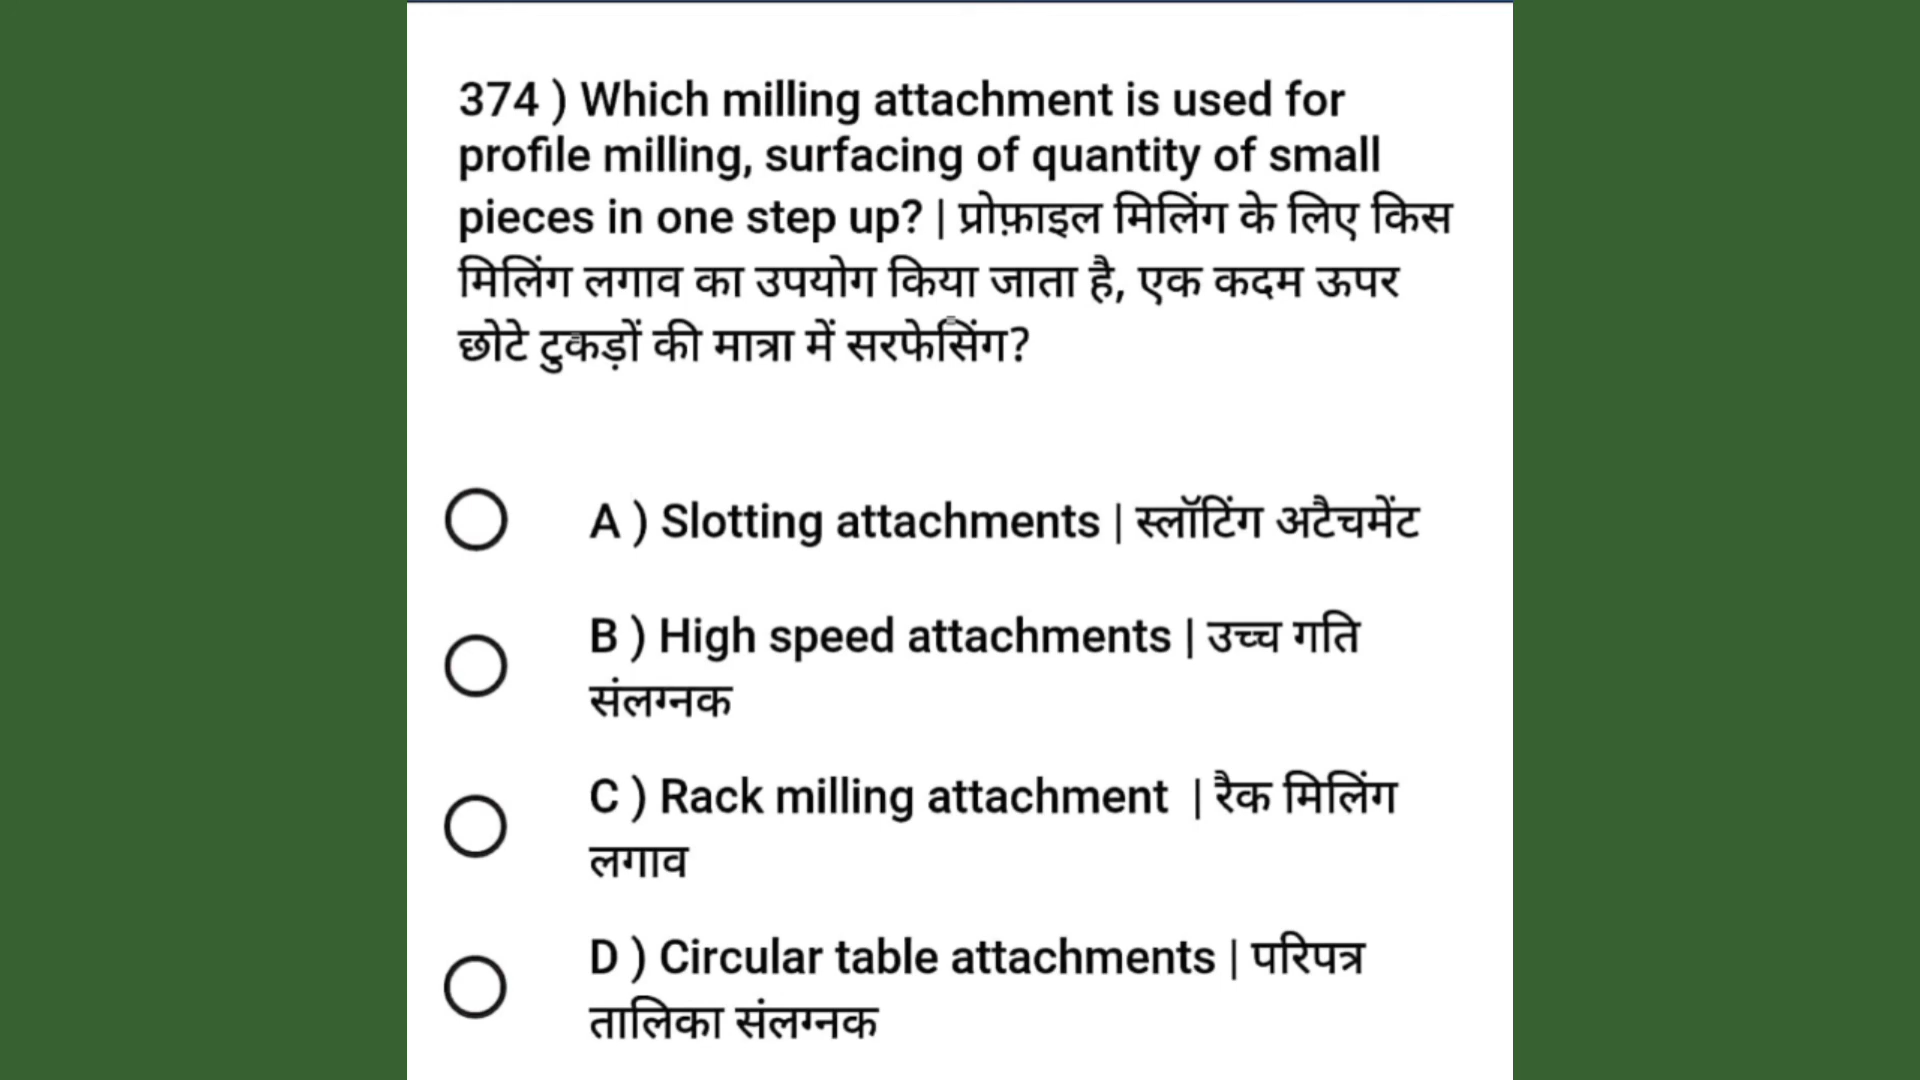 374 ) Which milling attachment is used for
profile milling, surfacing of quantity of small
pieces in one step up? | प्रोफ़ाइल मिलिंग के लिए किस
मिलिंग लगाव का उपयोग किया जाता है, एक कदम ऊपर
छोटे टुकड़ों की मात्रा में सरफेसिंग?
A ) Slotting attachments | स्लॉटिंग अटैचमेंट
B ) High speed attachments | उच्च गति
संलग्नक
C ) Rack milling attachment | रैक मिलिंग
लगाव
D ) Circular table attachments | परिपत्र
तालिका संलग्नक